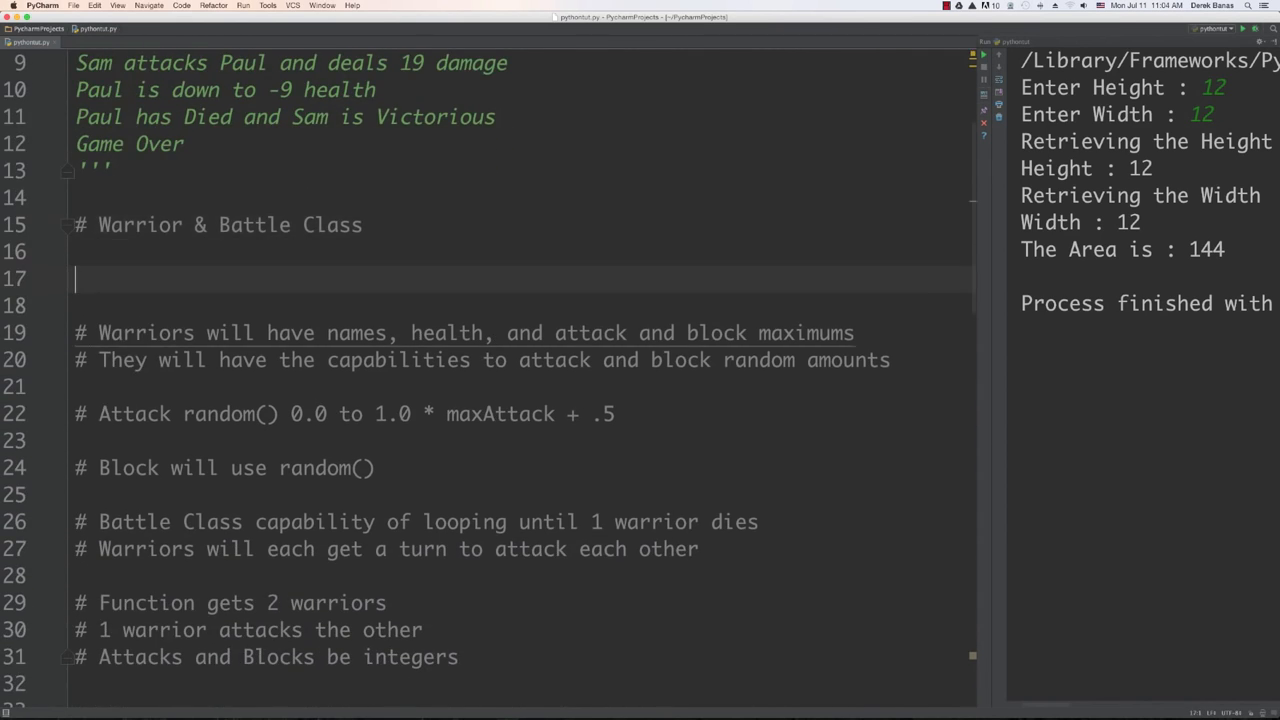 PyCharm File Edit View Navigate Code Refactor Run Tools VCS Window Help 10 Mon Jul 11 11:04 AM Derek Banas
pythontut.py - PycharmProjects - [~/PycharmProjects]
PycharmProjects pythontut.py pythontut
pythontut.py
Run: pythontut
9 Sam attacks Paul and deals 19 damage
10 Paul is down to -9 health
11 Paul has Died and Sam is Victorious
12 Game Over
13 '''
14
15 # Warrior & Battle Class
16
17
18
19 # Warriors will have names, health, and attack and block maximums
20 # They will have the capabilities to attack and block random amounts
21
22 # Attack random() 0.0 to 1.0 * maxAttack + .5
23
24 # Block will use random()
25
26 # Battle Class capability of looping until 1 warrior dies
27 # Warriors will each get a turn to attack each other
28
29 # Function gets 2 warriors
30 # 1 warrior attacks the other
31 # Attacks and Blocks be integers
32
/Library/Frameworks/Py
Enter Height : 12
Enter Width : 12
Retrieving the Height
Height : 12
Retrieving the Width
Width : 12
The Area is : 144
Process finished with
17:1 LF÷ UTF-8÷